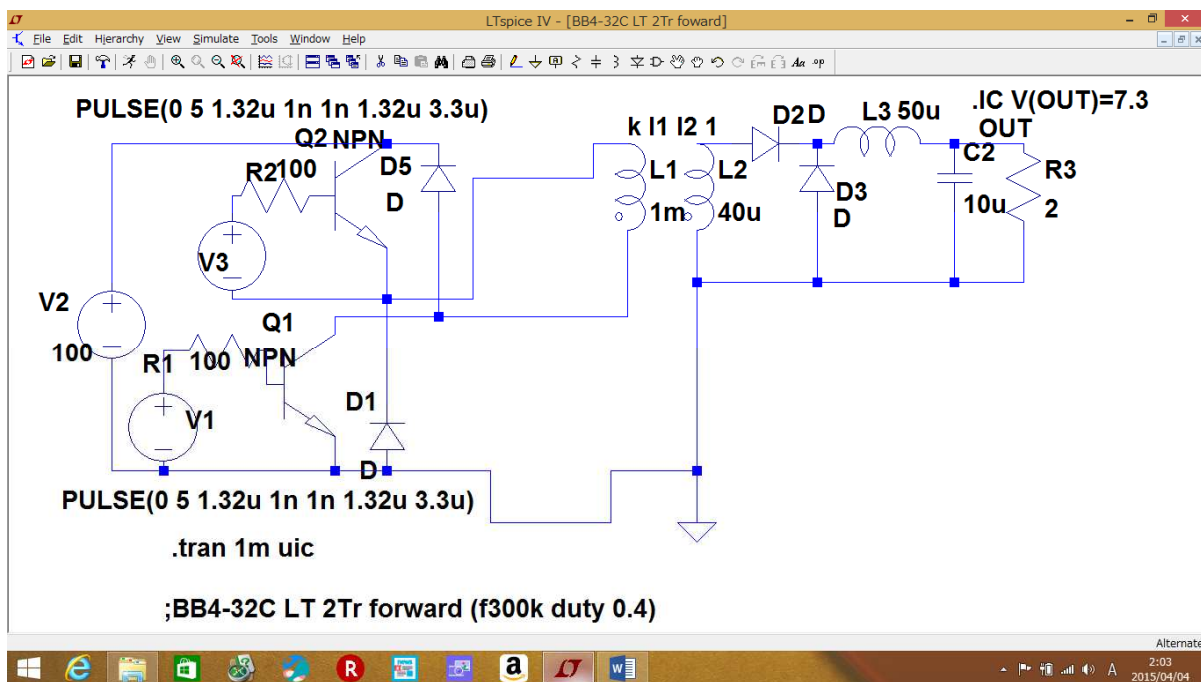 LTspice IV - [BB4-32C LT 2Tr foward]
File Edit Hierarchy View Simulate Tools Window Help
Aa .op
PULSE(0 5 1.32u 1n 1n 1.32u 3.3u)
Q2 NPN
R2 100
D5
D
V3
V2
100
Q1
NPN
R1 100
V1
D1
D
k l1 l2 1
L1
1m
L2
40u
D2 D
D3
D
L3 50u
.IC V(OUT)=7.3
OUT
C2
10u
R3
2
PULSE(0 5 1.32u 1n 1n 1.32u 3.3u)
.tran 1m uic
;BB4-32C LT 2Tr forward (f300k duty 0.4)
Alternate
R
a
W
A
2:03
2015/04/04